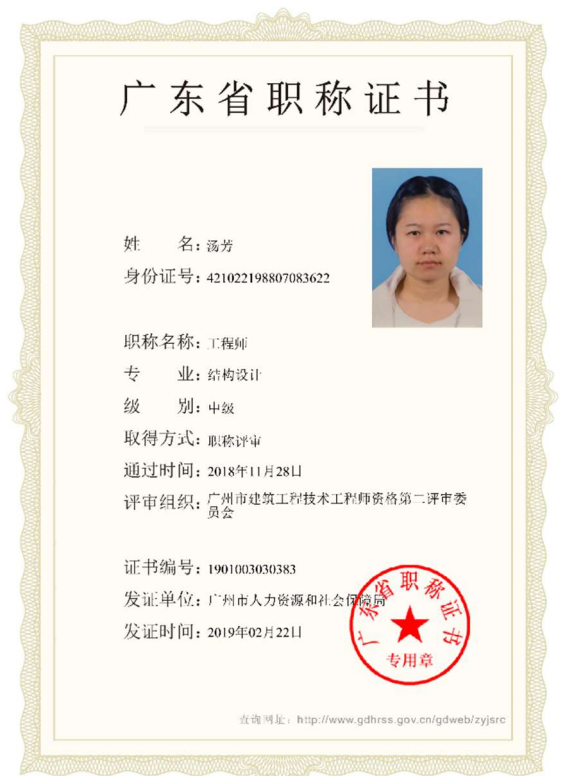 广东省职称证书
姓 名：汤芳
身份证号：421022198807083622
职称名称：工程师
专 业：结构设计
级 别：中级
取得方式：职称评审
通过时间：2018年11月28日
评审组织：广州市建筑工程技术工程师资格第二评审委
员会
证书编号：1901003030383
发证单位：广州市人力资源和社会保障局
发证时间：2019年02月22日
广东省职称证书
专用章
查询网址：http://www.gdhrss.gov.cn/gdweb/zyjsrc